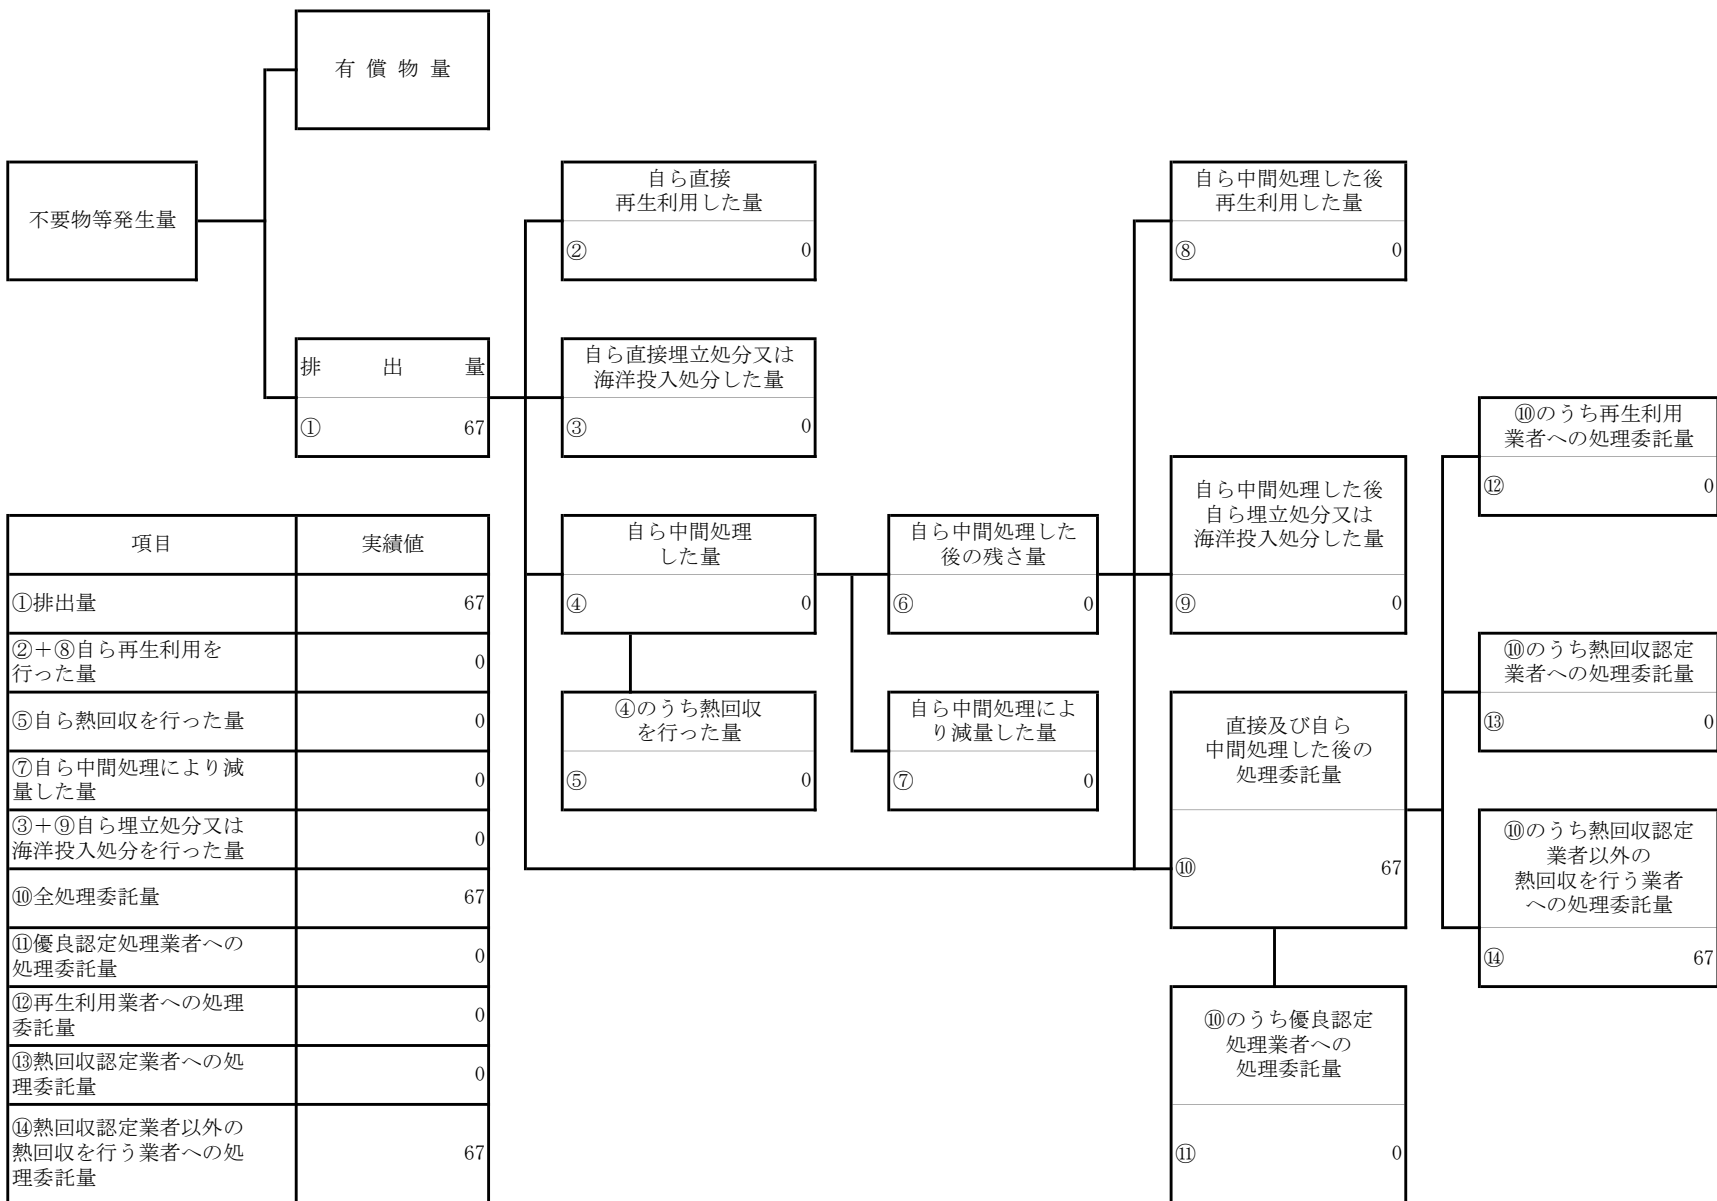 有償物量
不要物等発生量
排出量
① 67
自ら直接
再生利用した量
② 0
自ら直接埋立処分又は
海洋投入処分した量
③ 0
自ら中間処理
した量
④ 0
④のうち熱回収
を行った量
⑤ 0
自ら中間処理した
後の残さ量
⑥ 0
自ら中間処理によ
り減量した量
⑦ 0
自ら中間処理した後
再生利用した量
⑧ 0
自ら中間処理した後
自ら埋立処分又は
海洋投入処分した量
⑨ 0
直接及び自ら
中間処理した後の
処理委託量
⑩ 67
⑩のうち優良認定
処理業者への
処理委託量
⑪ 0
⑩のうち再生利用
業者への処理委託量
⑫ 0
⑩のうち熱回収認定
業者への処理委託量
⑬ 0
⑩のうち熱回収認定
業者以外の
熱回収を行う業者
への処理委託量
⑭ 67
項目 実績値
①排出量 67
②+⑧自ら再生利用を
行った量 0
⑤自ら熱回収を行った量 0
⑦自ら中間処理により減
量した量 0
③+⑨自ら埋立処分又は
海洋投入処分を行った量 0
⑩全処理委託量 67
⑪優良認定処理業者への
処理委託量 0
⑫再生利用業者への処理
委託量 0
⑬熱回収認定業者への処
理委託量 0
⑭熱回収認定業者以外の
熱回収を行う業者への処
理委託量 67